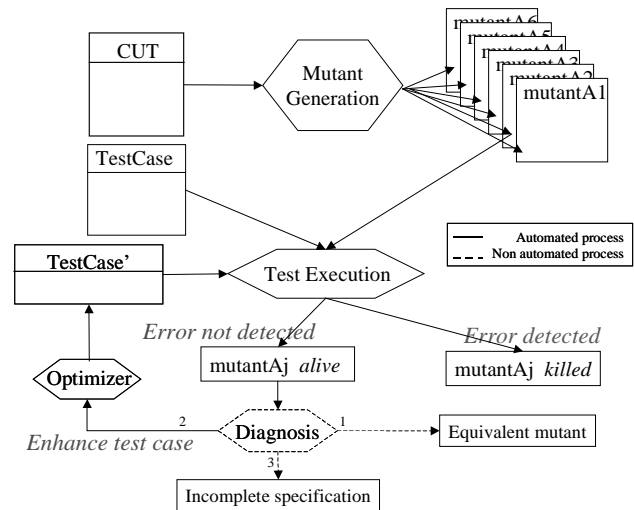 CUT
Mutant
Generation
mutantA6
mutantA5
mutantA4
mutantA3
mutantA2
mutantA1
TestCase
Automated process
Non automated process
TestCase’
Test Execution
Error not detected
Error detected
mutantAj alive
mutantAj killed
Optimizer
2
Diagnosis
1
Equivalent mutant
Enhance test case
3
Incomplete specification